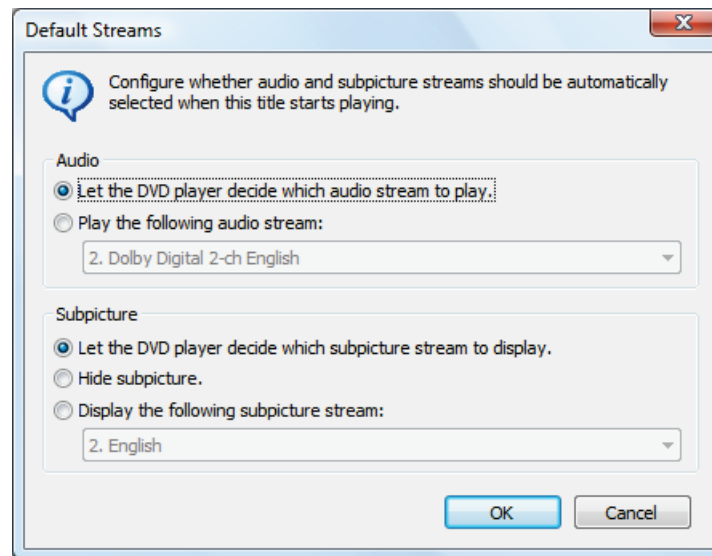 Default Streams
Configure whether audio and subpicture streams should be automatically
selected when this title starts playing.
Audio
Let the DVD player decide which audio stream to play.
Play the following audio stream:
2. Dolby Digital 2-ch English
Subpicture
Let the DVD player decide which subpicture stream to display.
Hide subpicture.
Display the following subpicture stream:
2. English
OK Cancel